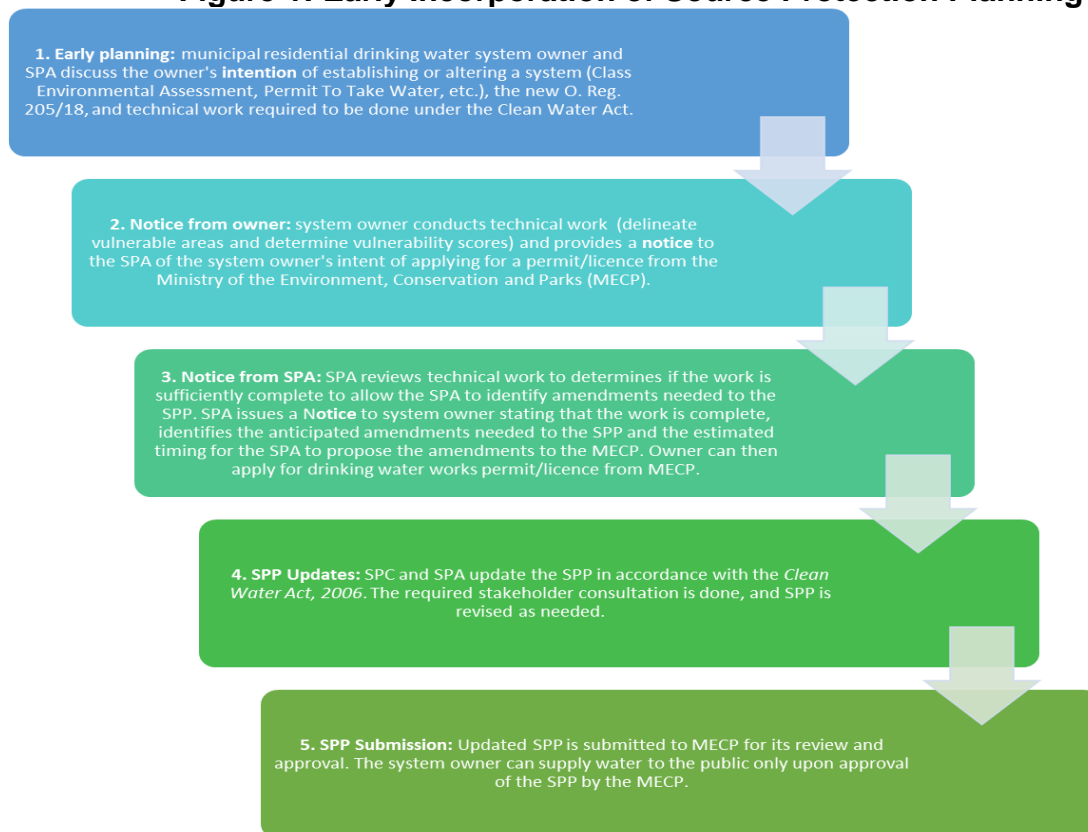 Figure 1: Early Incorporation of Source Protection Planning
1. Early planning: municipal residential drinking water system owner and
SPA discuss the owner's intention of establishing or altering a system (Class
Environmental Assessment, Permit To Take Water, etc.), the new O. Reg.
205/18, and technical work required to be done under the Clean Water Act.
2. Notice from owner: system owner conducts technical work (delineate
vulnerable areas and determine vulnerability scores) and provides a notice to
the SPA of the system owner's intent of applying for a permit/licence from the
Ministry of the Environment, Conservation and Parks (MECP).
3. Notice from SPA: SPA reviews technical work to determines if the work is
sufficiently complete to allow the SPA to identify amendments needed to the
SPP. SPA issues a Notice to system owner stating that the work is complete,
identifies the anticipated amendments needed to the SPP and the estimated
timing for the SPA to propose the amendments to the MECP. Owner can then
apply for drinking water works permit/licence from MECP.
4. SPP Updates: SPC and SPA update the SPP in accordance with the Clean
Water Act, 2006. The required stakeholder consultation is done, and SPP is
revised as needed.
5. SPP Submission: Updated SPP is submitted to MECP for its review and
approval. The system owner can supply water to the public only upon approval
of the SPP by the MECP.